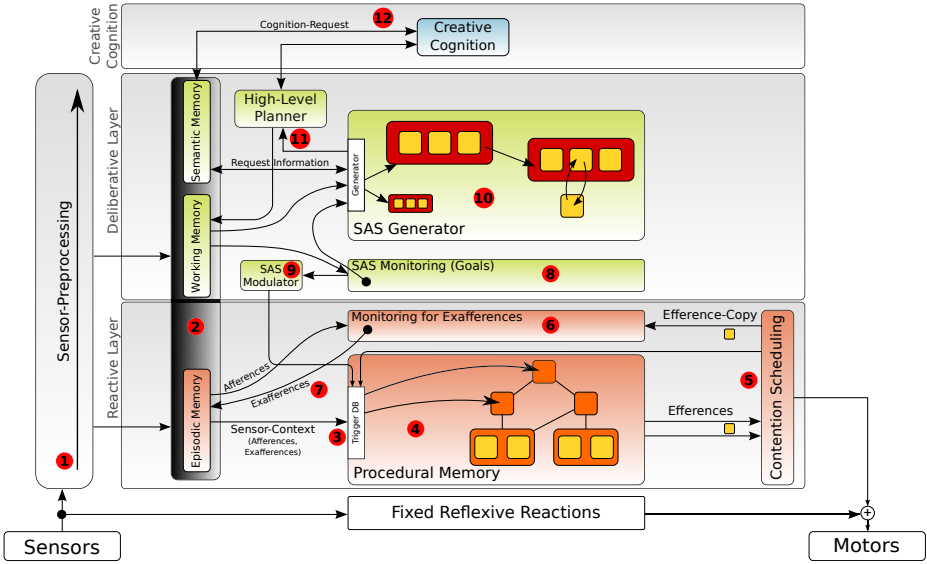 Creative
Cognition
Cognition-Request
12
Creative
Cognition
Sensor-Preprocessing
1
Deliberative Layer
Semantic Memory
Working Memory
High-Level
Planner
11
Request Information
Generator
10
SAS Generator
SAS
Modulator
9
SAS Monitoring (Goals)
8
Reactive Layer
2
Episodic Memory
Monitoring for Exafferences
6
Efference-Copy
Afferences
Exafferences
7
Sensor-Context
(Afferences,
Exafferences)
3
Trigger DB
4
Procedural Memory
Efferences
5
Contention Scheduling
Fixed Reflexive Reactions
+
Sensors
Motors